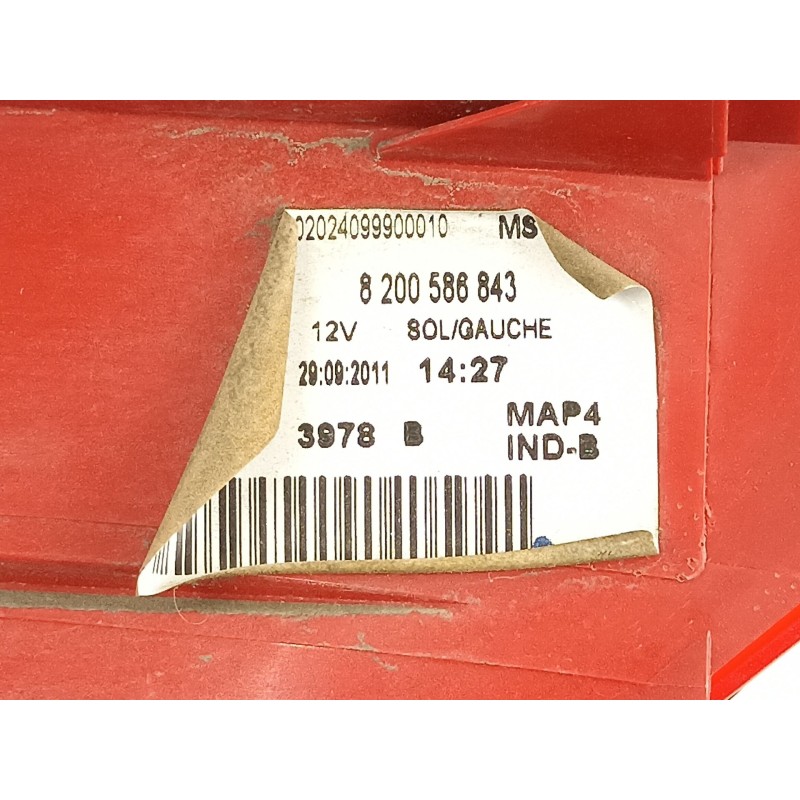 02024099900010 MS
8 200 586 843
12V SOL/GAUCHE
29:09:2011 14:27
3978 B MAP4
IND-B